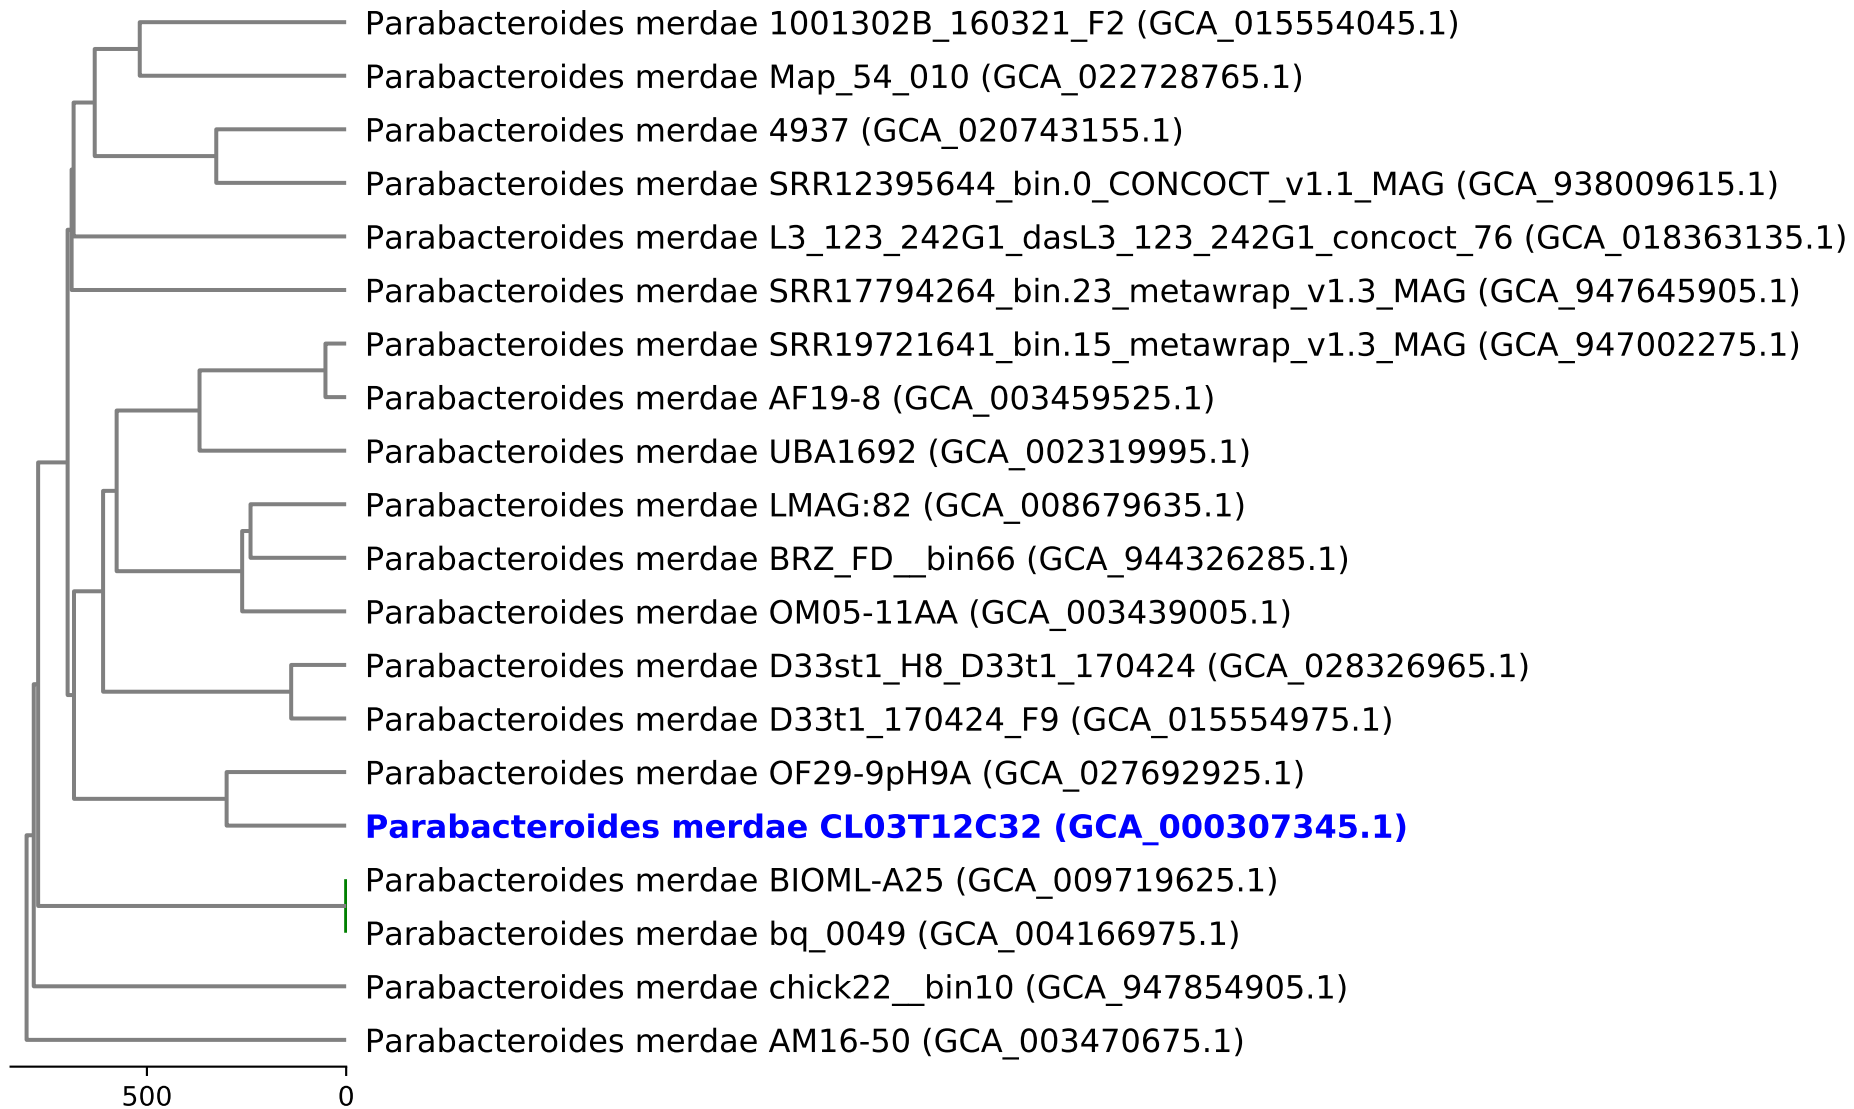 Parabacteroides merdae 1001302B_160321_F2 (GCA_015554045.1)
Parabacteroides merdae Map_54_010 (GCA_022728765.1)
Parabacteroides merdae 4937 (GCA_020743155.1)
Parabacteroides merdae SRR12395644_bin.0_CONCOCT_v1.1_MAG (GCA_938009615.1)
Parabacteroides merdae L3_123_242G1_dasL3_123_242G1_concoct_76 (GCA_018363135.1)
Parabacteroides merdae SRR17794264_bin.23_metawrap_v1.3_MAG (GCA_947645905.1)
Parabacteroides merdae SRR19721641_bin.15_metawrap_v1.3_MAG (GCA_947002275.1)
Parabacteroides merdae AF19-8 (GCA_003459525.1)
Parabacteroides merdae UBA1692 (GCA_002319995.1)
Parabacteroides merdae LMAG:82 (GCA_008679635.1)
Parabacteroides merdae BRZ_FD__bin66 (GCA_944326285.1)
Parabacteroides merdae OM05-11AA (GCA_003439005.1)
Parabacteroides merdae D33st1_H8_D33t1_170424 (GCA_028326965.1)
Parabacteroides merdae D33t1_170424_F9 (GCA_015554975.1)
Parabacteroides merdae OF29-9pH9A (GCA_027692925.1)
Parabacteroides merdae CL03T12C32 (GCA_000307345.1)
Parabacteroides merdae BIOML-A25 (GCA_009719625.1)
Parabacteroides merdae bq_0049 (GCA_004166975.1)
Parabacteroides merdae chick22__bin10 (GCA_947854905.1)
Parabacteroides merdae AM16-50 (GCA_003470675.1)
500 0